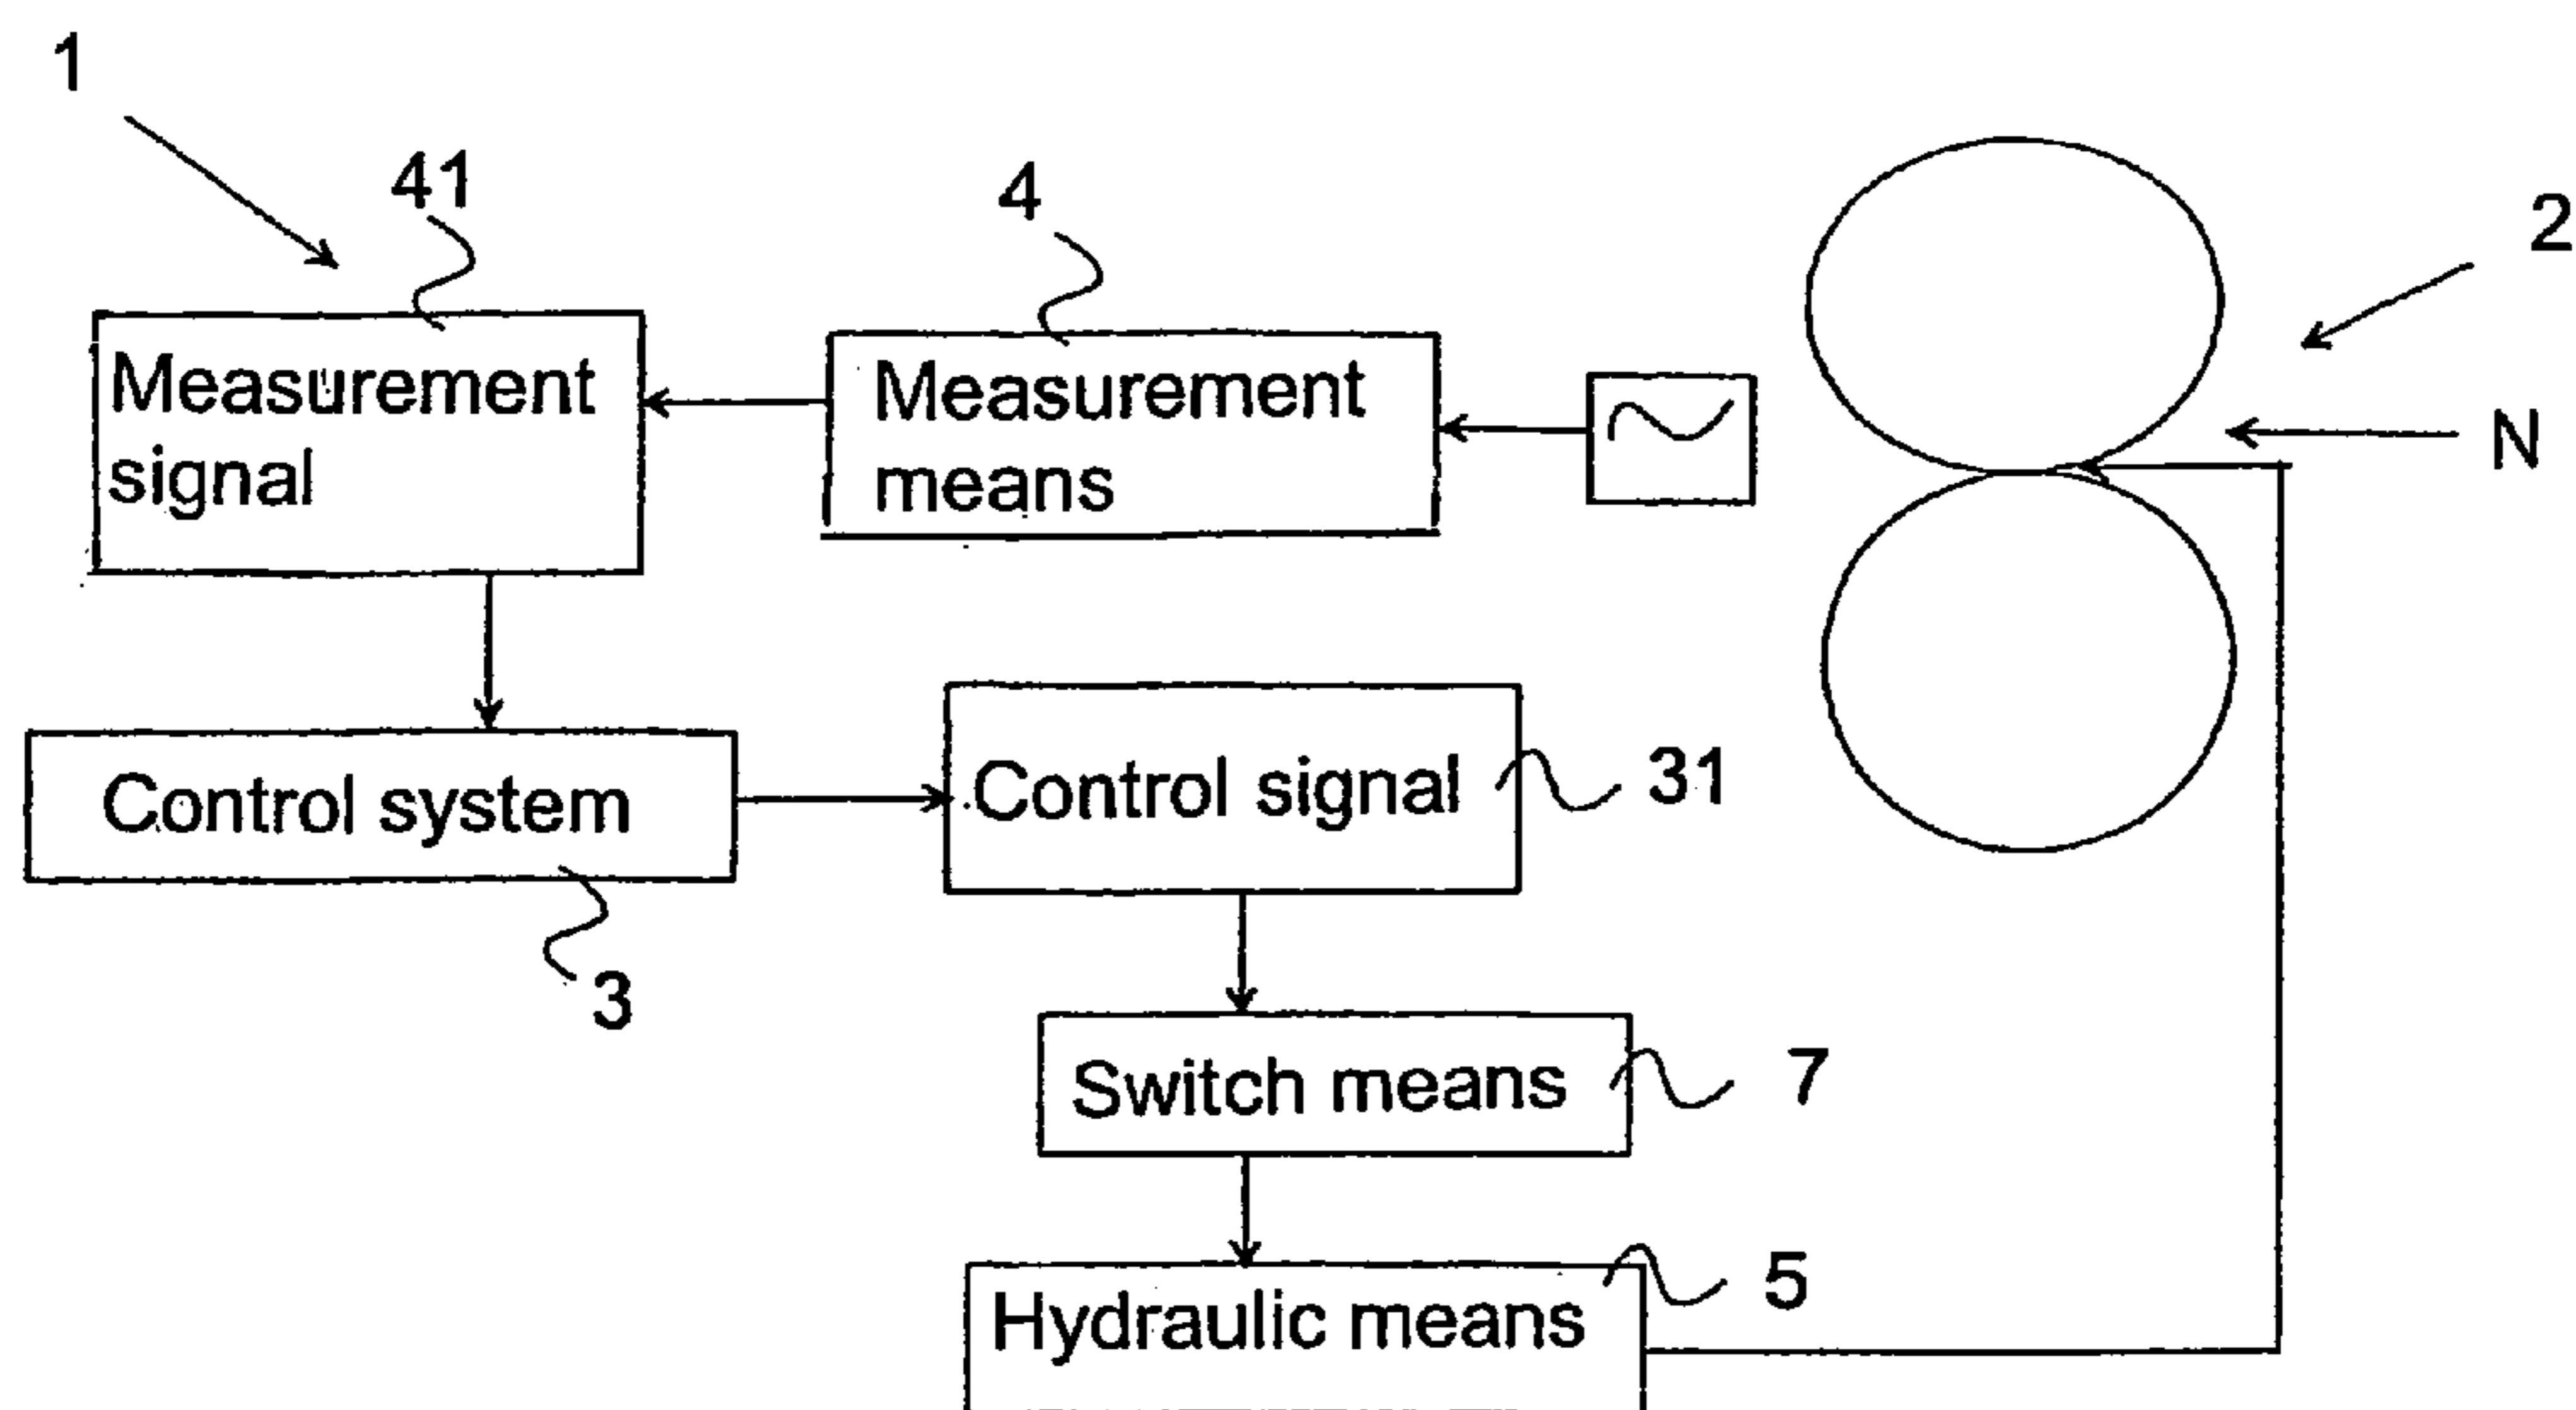 1
41
4
2
Measurement
signal
Measurement
means
N
Control system
Control signal
31
3
Switch means
7
Hydraulic means
5